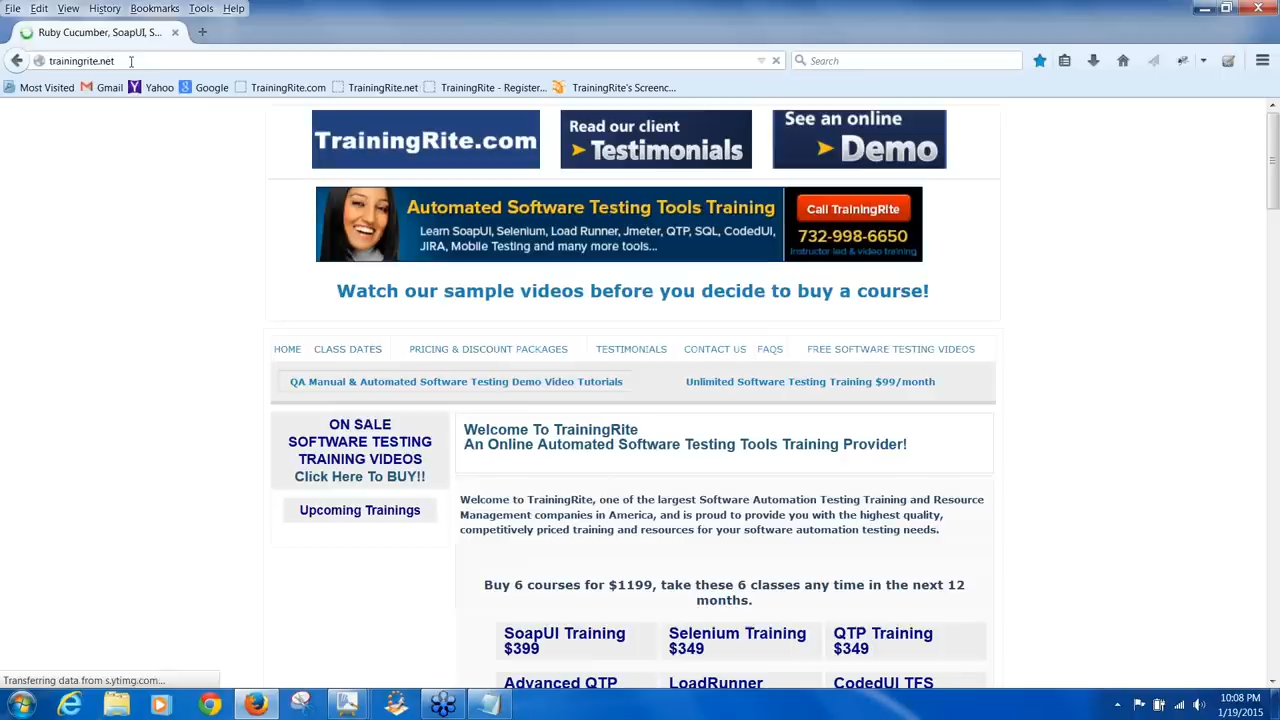 File Edit View History Bookmarks Tools Help
Ruby Cucumber, SoapUI, S...
trainingrite.net
Search
Most Visited Gmail Yahoo Google TrainingRite.com TrainingRite.net TrainingRite - Register... TrainingRite's Screenc...
TrainingRite.com
Read our client
Testimonials
See an online
Demo
Automated Software Testing Tools Training
Learn SoapUI, Selenium, Load Runner, Jmeter, QTP, SQL, CodedUI,
JIRA, Mobile Testing and many more tools...
Call TrainingRite
732-998-6650
Instructor led & video training
Watch our sample videos before you decide to buy a course!
HOME CLASS DATES PRICING & DISCOUNT PACKAGES TESTIMONIALS CONTACT US FAQS FREE SOFTWARE TESTING VIDEOS
QA Manual & Automated Software Testing Demo Video Tutorials Unlimited Software Testing Training $99/month
ON SALE
SOFTWARE TESTING
TRAINING VIDEOS
Click Here To BUY!!
Upcoming Trainings
Welcome To TrainingRite
An Online Automated Software Testing Tools Training Provider!
Welcome to TrainingRite, one of the largest Software Automation Testing Training and Resource
Management companies in America, and is proud to provide you with the highest quality,
competitively priced training and resources for your software automation testing needs.
Buy 6 courses for $1199, take these 6 classes any time in the next 12
months.
SoapUI Training
$399
Selenium Training
$349
QTP Training
$349
Advanced QTP
LoadRunner
CodedUI TFS
Transferring data from s.ytimg.com...
10:08 PM
1/19/2015